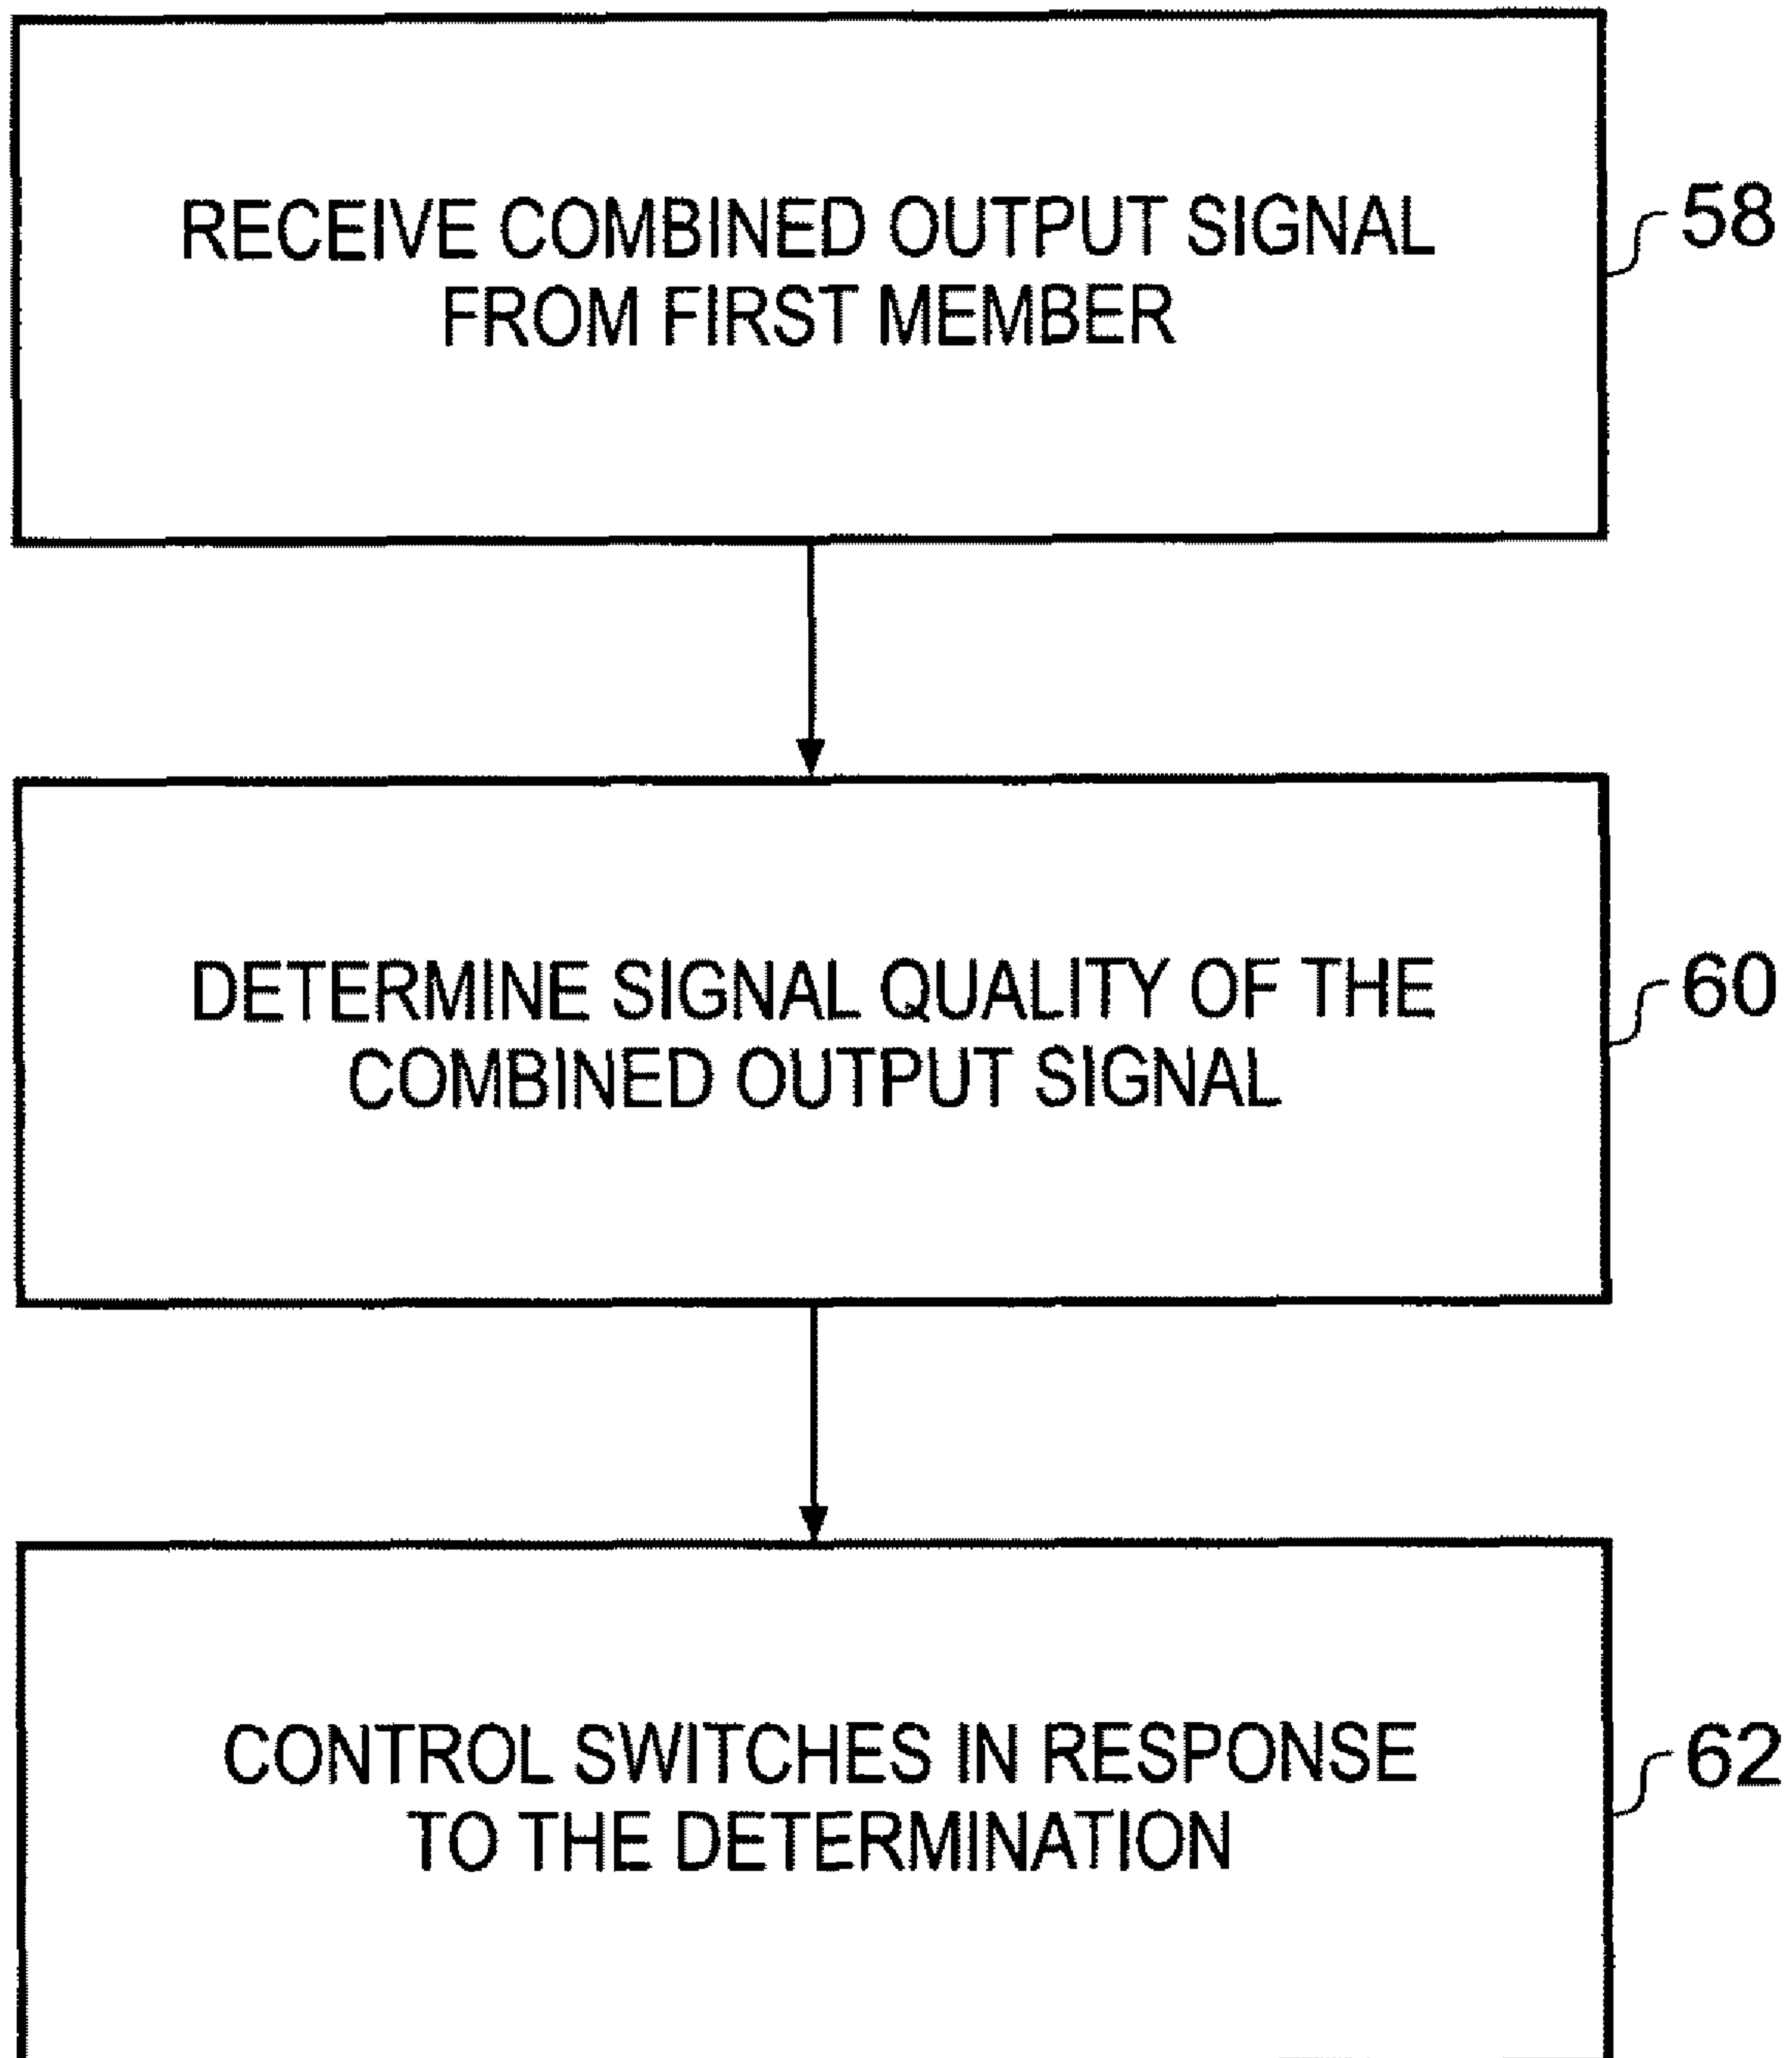 RECEIVE COMBINED OUTPUT SIGNAL
FROM FIRST MEMBER
58
DETERMINE SIGNAL QUALITY OF THE
COMBINED OUTPUT SIGNAL
60
CONTROL SWITCHES IN RESPONSE
TO THE DETERMINATION
62